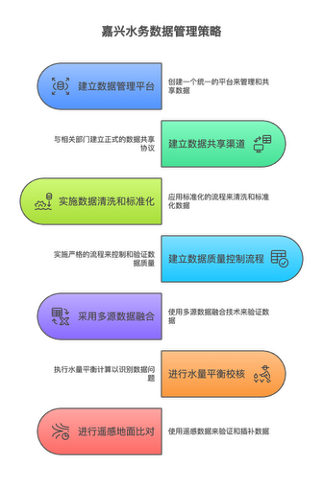 嘉兴水务数据管理策略
建立数据管理平台
创建一个统一的平台来管理和共
享数据
与相关部门建立正式的数据共享
协议
建立数据共享渠道
实施数据清洗和标准化
应用标准化的流程来清洗和标准
化数据
实施严格的流程来控制和验证数
据质量
建立数据质量控制流程
采用多源数据融合
使用多源数据融合技术来验证数
据
执行水量平衡计算以识别数据问
题
进行水量平衡校核
进行遥感地面比对
使用遥感数据来验证和插补数据